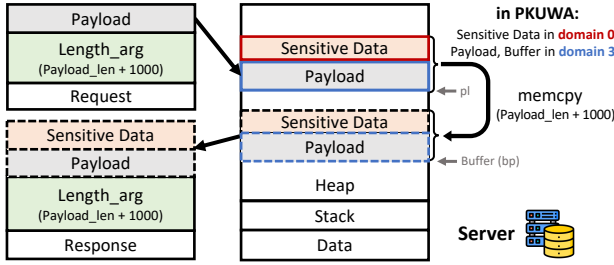 Payload
Length_arg
(Payload_len + 1000)
Request
Sensitive Data
Payload
Length_arg
(Payload_len + 1000)
Response
Sensitive Data
Payload
Sensitive Data
Payload
Heap
Stack
Data
in PKUWA:
Sensitive Data in domain 0
Payload, Buffer in domain 3
pl
memcpy
(Payload_len + 1000)
Buffer (bp)
Server